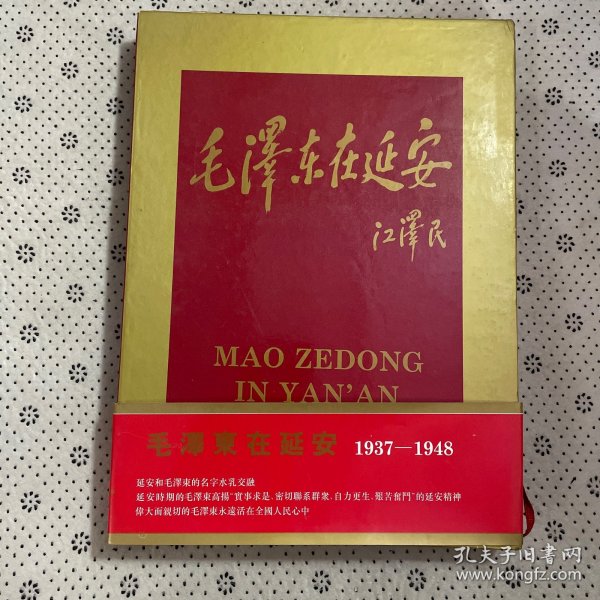 毛澤东在延安
江澤民
MAO ZEDONG
IN YAN'AN
毛澤東在延安 1937—1948
延安和毛澤東的名字水乳交融
延安時期的毛澤東高揚“實事求是、密切聯系群衆、自力更生、艱苦奮鬥”的延安精神
偉大而親切的毛澤東永遠活在全國人民心中
孔夫子旧書网
www.kongfz.com